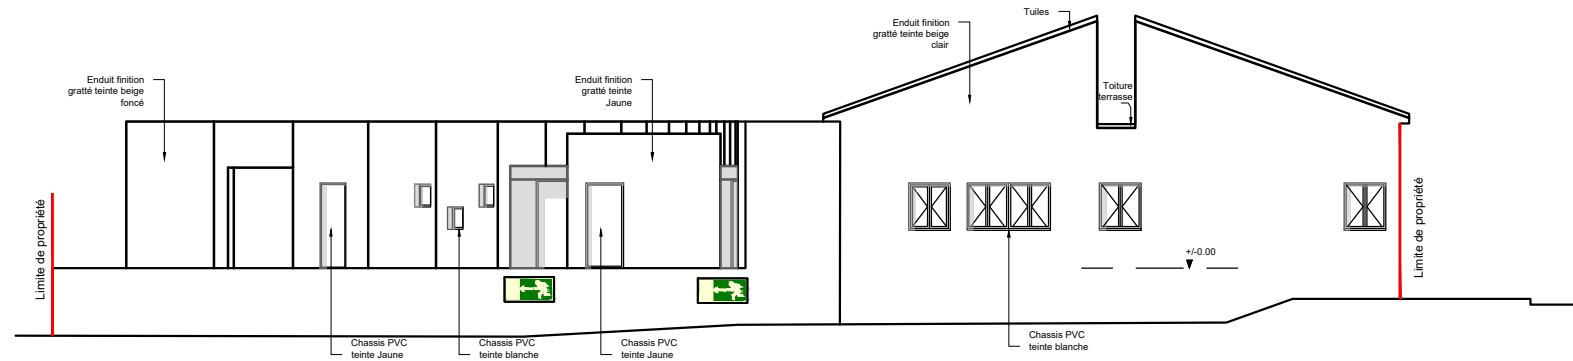 Tuiles
Enduit finition
gratté teinte beige
clair
Enduit finition
gratté teinte beige
foncé
Enduit finition
gratté teinte
Jaune
Toiture
terrasse
Limite de propriété
Limite de propriété
+/-0.00
Chassis PVC
teinte Jaune
Chassis PVC
teinte blanche
Chassis PVC
teinte Jaune
Chassis PVC
teinte blanche